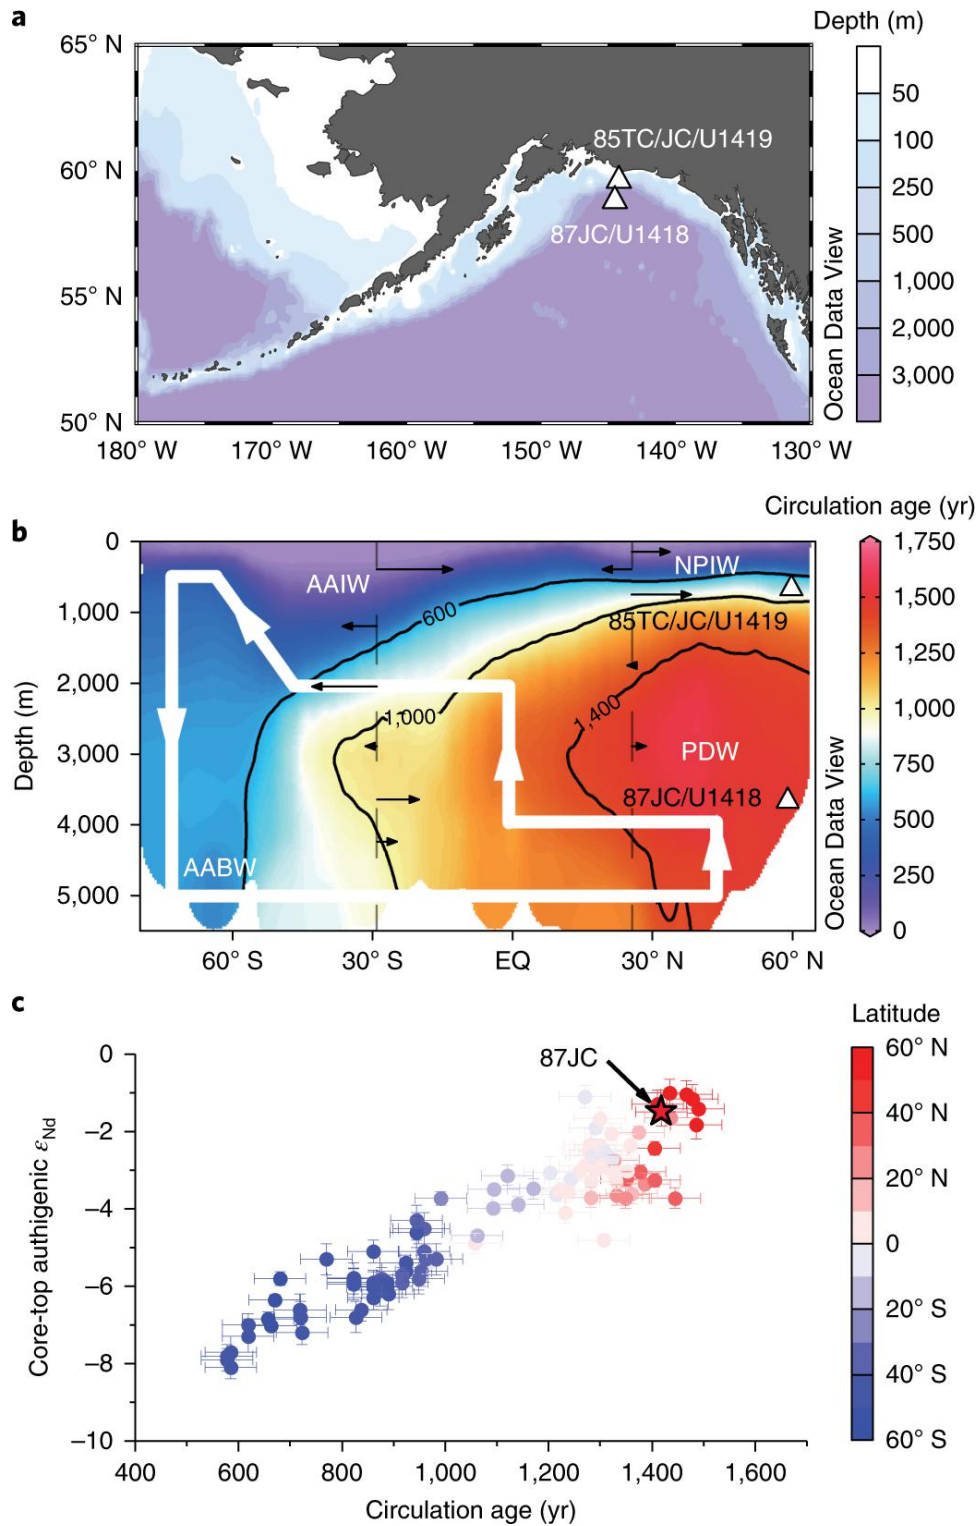 a
Depth (m)
65° N
60° N
55° N
50° N
85TC/JC/U1419
87JC/U1418
180° W
170° W
160° W
150° W
140° W
130° W
50
100
250
500
1,000
2,000
3,000
Ocean Data View
b
Circulation age (yr)
0
1,000
2,000
3,000
4,000
5,000
Depth (m)
AAIW
NPIW
600
85TC/JC/U1419
1,000
1,400
PDW
87JC/U1418
AABW
60° S
30° S
EQ
30° N
60° N
1,750
1,500
1,250
1,000
750
500
250
0
Ocean Data View
c
Latitude
0
–2
–4
–6
–8
–10
Core-top authigenic εNd
87JC
400
600
800
1,000
1,200
1,400
1,600
Circulation age (yr)
60° N
40° N
20° N
0
20° S
40° S
60° S